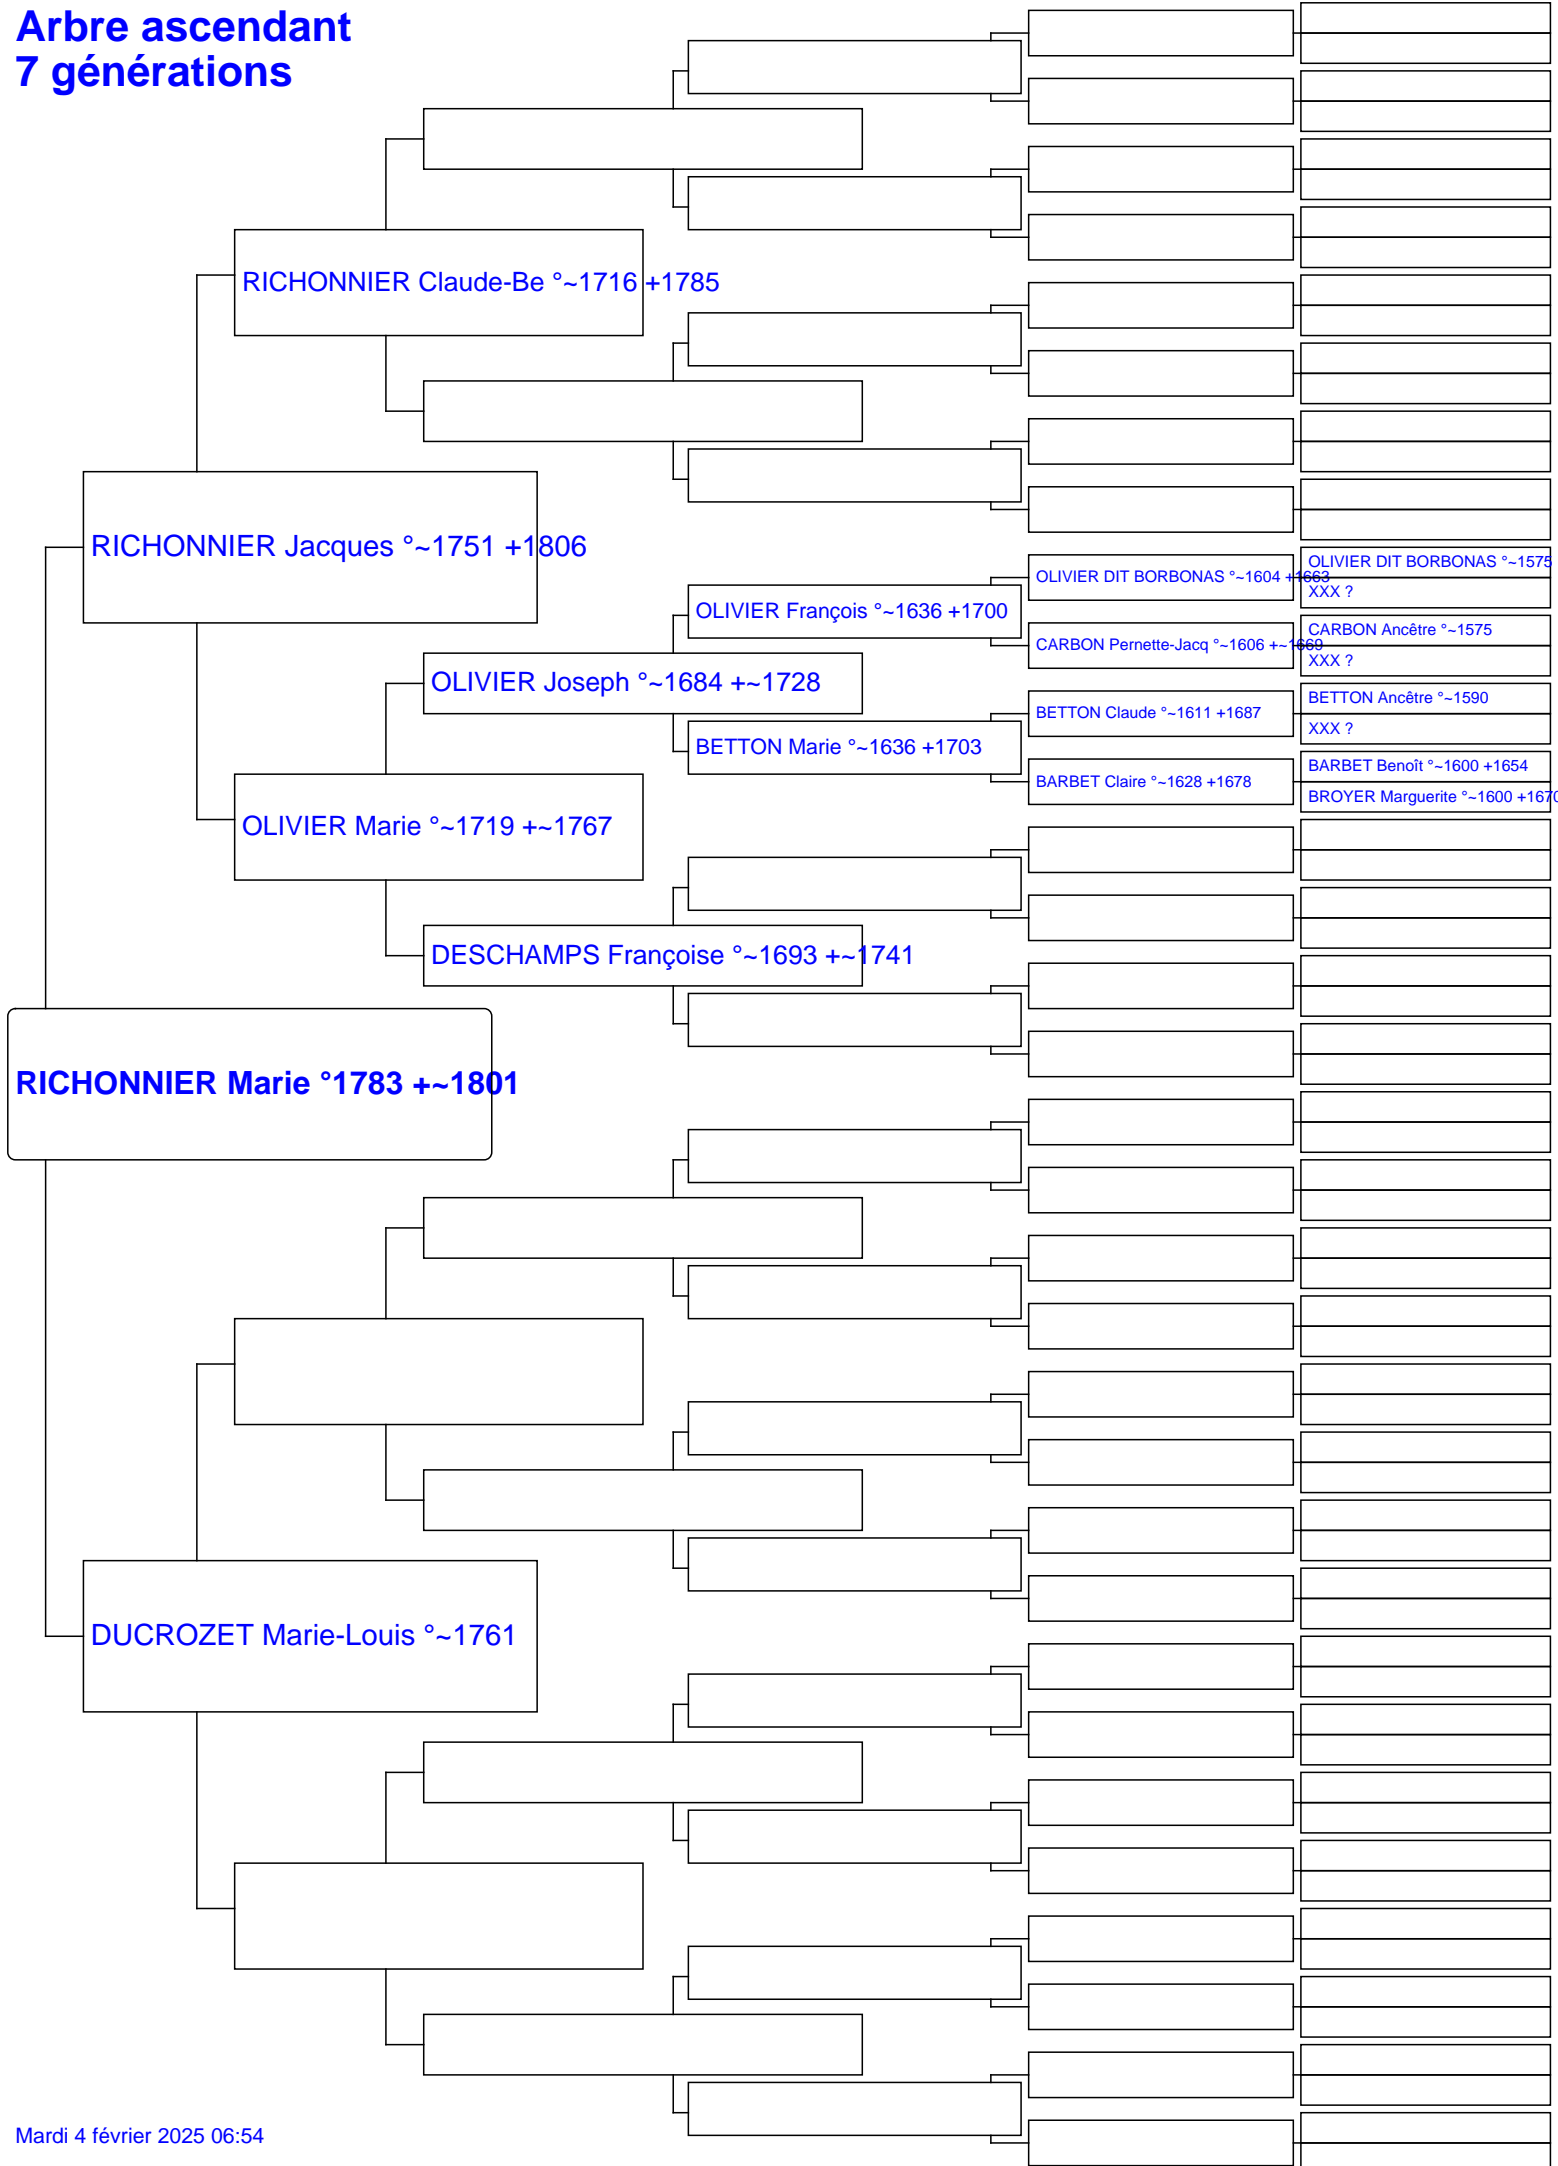 Arbre ascendant
7 générations
RICHONNIER Claude-Be °~1716 +1785
RICHONNIER Jacques °~1751 +1806
OLIVIER DIT BORBONAS °~1575
OLIVIER DIT BORBONAS °~1604 +1663
XXX ?
OLIVIER François °~1636 +1700
CARBON Ancêtre °~1575
CARBON Pernette-Jacq °~1606 +~1669
XXX ?
OLIVIER Joseph °~1684 +~1728
BETTON Ancêtre °~1590
BETTON Claude °~1611 +1687
XXX ?
BETTON Marie °~1636 +1703
BARBET Benoît °~1600 +1654
BARBET Claire °~1628 +1678
BROYER Marguerite °~1600 +1670
OLIVIER Marie °~1719 +~1767
DESCHAMPS Françoise °~1693 +~1741
RICHONNIER Marie °1783 +~1801
DUCROZET Marie-Louis °~1761
Mardi 4 février 2025 06:54